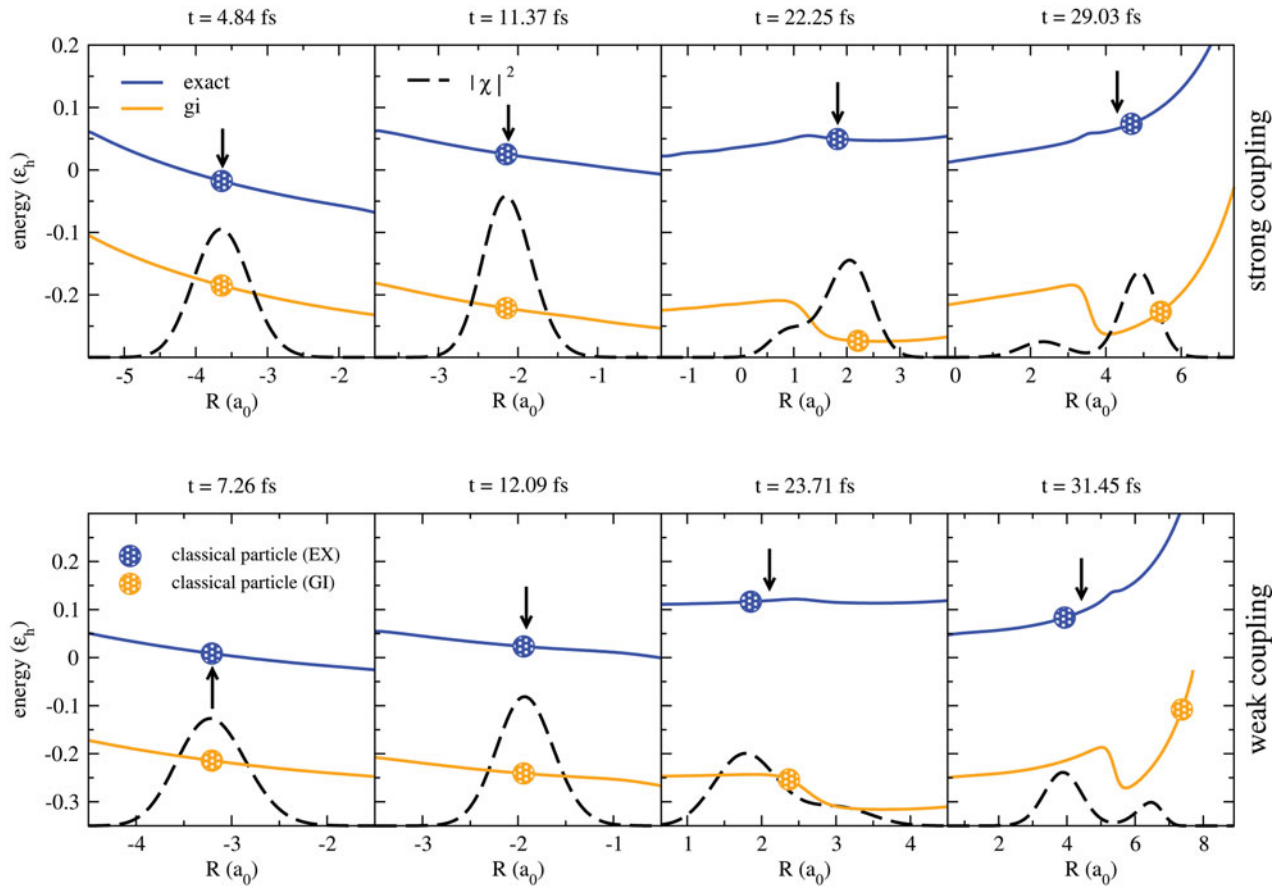 t = 4.84 fs t = 11.37 fs t = 22.25 fs t = 29.03 fs
0.2
0.1
0
-0.1
-0.2
energy (ε_h)
exact
gi
|χ|²
strong coupling
-5 -4 -3 -2
-3 -2 -1
-1 0 1 2 3
0 2 4 6
R (a₀) R (a₀) R (a₀) R (a₀)
t = 7.26 fs t = 12.09 fs t = 23.71 fs t = 31.45 fs
0.2
0.1
0
-0.1
-0.2
-0.3
energy (ε_h)
classical particle (EX)
classical particle (GI)
weak coupling
-4 -3 -2
-3 -2 -1
1 2 3 4
0 2 4 6 8
R (a₀) R (a₀) R (a₀) R (a₀)